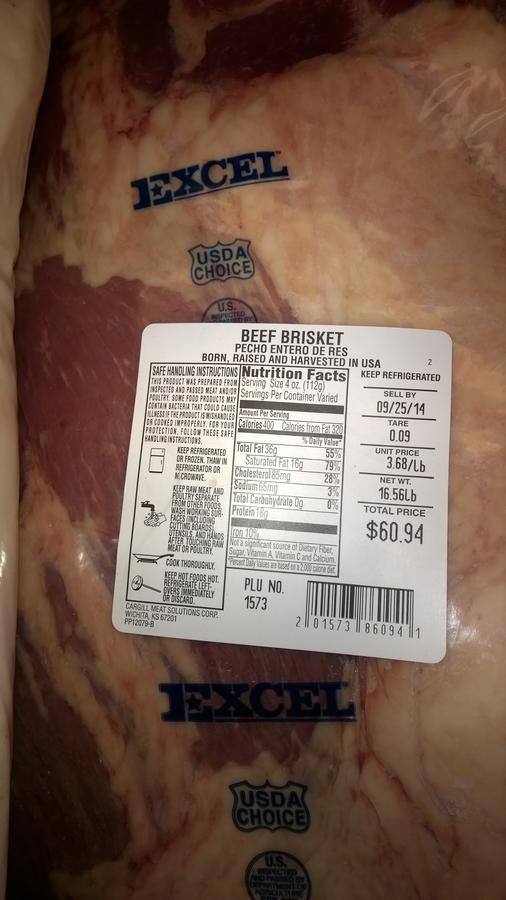 EXCEL
USDA
CHOICE
U.S.
INSPECTED
BEEF BRISKET
PECHO ENTERO DE RES
BORN, RAISED AND HARVESTED IN USA
2
SAFE HANDLING INSTRUCTIONS
THIS PRODUCT WAS PREPARED FROM
INSPECTED AND PASSED MEAT AND/OR
POULTRY. SOME FOOD PRODUCTS MAY
CONTAIN BACTERIA THAT COULD CAUSE
ILLNESS IF THE PRODUCT IS MISHANDLED
OR COOKED IMPROPERLY. FOR YOUR
PROTECTION, FOLLOW THESE SAFE
HANDLING INSTRUCTIONS.
KEEP REFRIGERATED
OR FROZEN. THAW IN
REFRIGERATOR OR
MICROWAVE.
KEEP RAW MEAT AND
POULTRY SEPARATE
FROM OTHER FOODS.
WASH WORKING SUR-
FACES (INCLUDING
CUTTING BOARDS),
UTENSILS, AND HANDS
AFTER TOUCHING RAW
MEAT OR POULTRY.
COOK THOROUGHLY.
KEEP HOT FOODS HOT.
REFRIGERATE LEFT-
OVERS IMMEDIATELY
OR DISCARD.
CARGILL MEAT SOLUTIONS CORP.
WICHITA, KS 67201
PP12079-B
Nutrition Facts
Serving Size 4 oz. (112g)
Servings Per Container Varied
Amount Per Serving
Calories 400 Calories from Fat 320
% Daily Value*
Total Fat 36g 55%
Saturated Fat 16g 79%
Cholesterol 85mg 28%
Sodium 65mg 3%
Total Carbohydrate 0g 0%
Protein 18g
Iron 10%
Not a significant source of Dietary Fiber,
Sugar, Vitamin A, Vitamin C and Calcium.
*Percent Daily Values are based on a 2,000 calorie diet.
KEEP REFRIGERATED
SELL BY
09/25/14
TARE
0.09
UNIT PRICE
3.68/Lb
NET WT.
16.56Lb
TOTAL PRICE
$60.94
PLU NO.
1573
2 01573 86094 1
EXCEL
USDA
CHOICE
U.S.
INSPECTED
AND PASSED BY
DEPARTMENT OF
AGRICULTURE